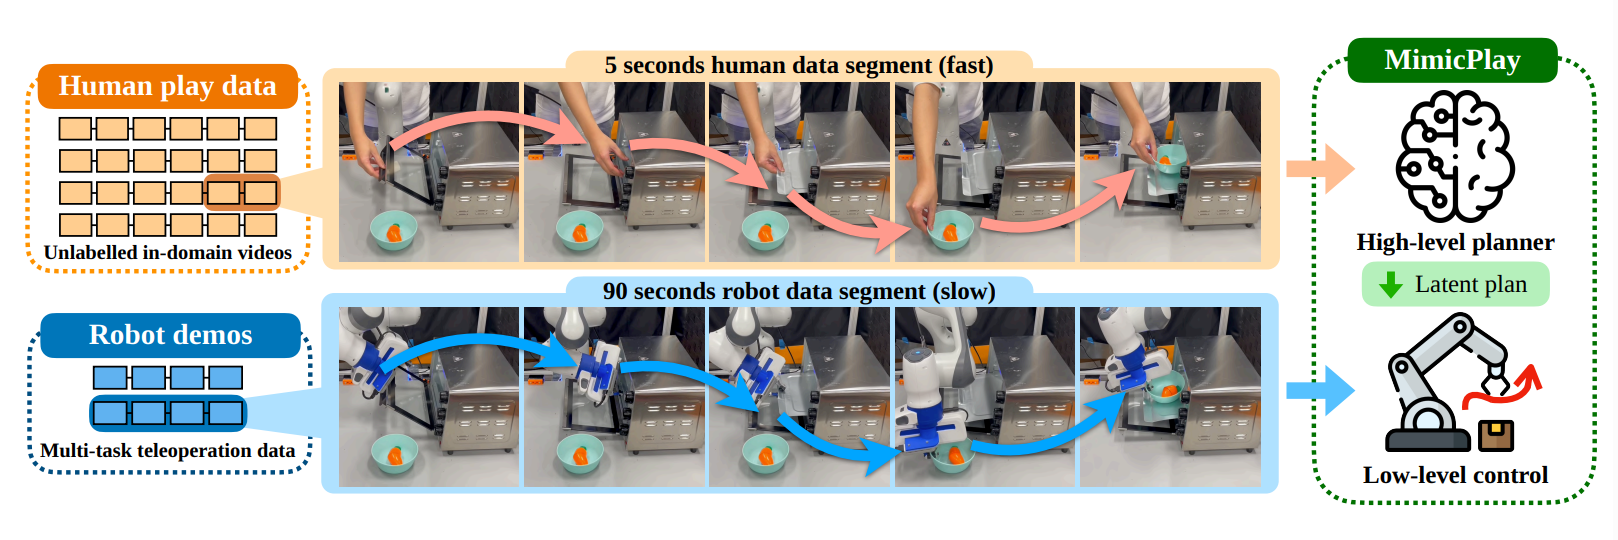 Human play data
Unlabelled in-domain videos
5 seconds human data segment (fast)
Robot demos
Multi-task teleoperation data
90 seconds robot data segment (slow)
MimicPlay
High-level planner
Latent plan
Low-level control